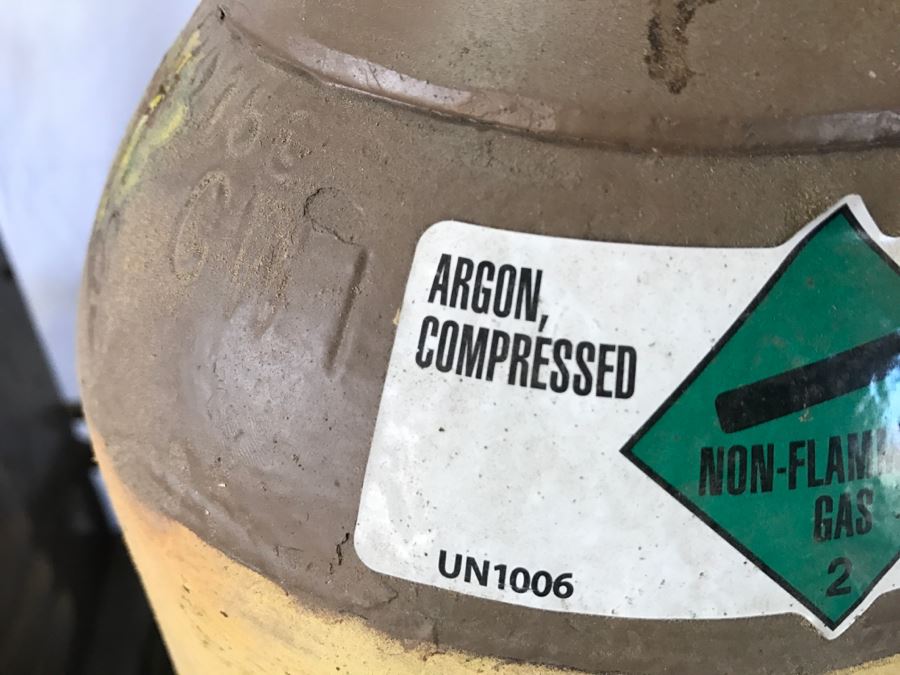 ARGON,
COMPRESSED
NON-FLAMM
GAS
2
UN1006